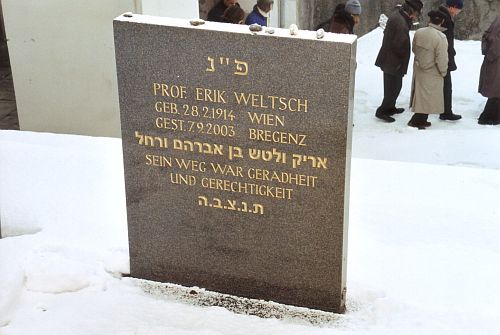 פ״נ
PROF. ERIK WELTSCH
GEB. 28.2.1914 WIEN
GEST. 7.9.2003 BREGENZ
אריק ולטש בן אברהם ורחל
SEIN WEG WAR GERADHEIT
UND GERECHTIGKEIT
ת.נ.צ.ב.ה